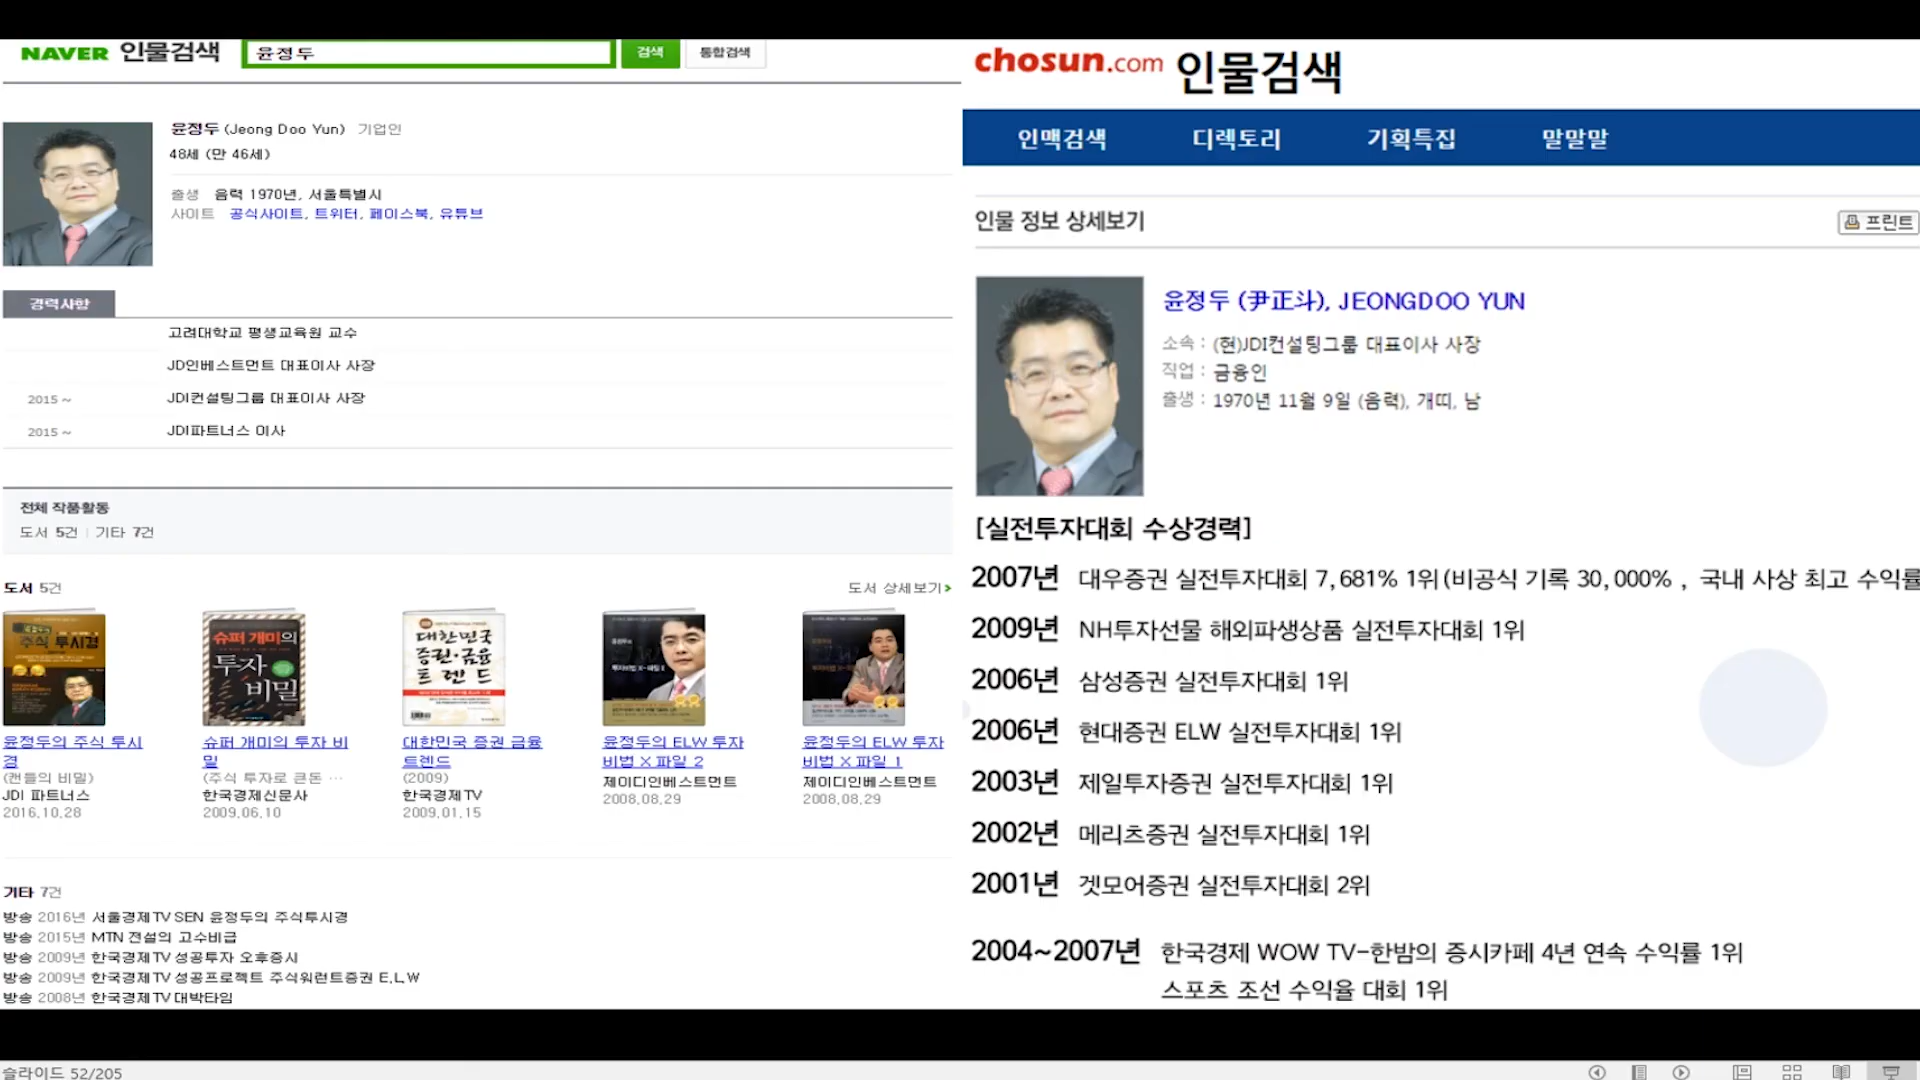 NAVER 인물검색
윤정두
검색
통합검색
윤정두 (Jeong Doo Yun) 기업인
48세 (만 46세)
출생 음력 1970년, 서울특별시
사이트 공식사이트, 트위터, 페이스북, 유튜브
경력사항
고려대학교 평생교육원 교수
JD인베스트먼트 대표이사 사장
2015 ~ JDI컨설팅그룹 대표이사 사장
2015 ~ JDI파트너스 이사
전체 작품활동
도서 5건 | 기타 7건
도서 5건
도서 상세보기>
주식 투시경
슈퍼 개미의
투자
비밀
대한민국
증권·금융
트렌드
윤정두의 주식 투시
경
(캔들의 비밀)
JDI 파트너스
2016.10.28
슈퍼 개미의 투자 비
밀
(주식 투자로 큰돈 ···
한국경제신문사
2009.06.10
대한민국 증권 금융
트렌드
(2009)
한국경제TV
2009.01.15
윤정두의 ELW 투자
비법 X 파일 2
제이디인베스트먼트
2008.08.29
윤정두의 ELW 투자
비법 X 파일 1
제이디인베스트먼트
2008.08.29
기타 7건
방송 2016년 서울경제TV SEN 윤정두의 주식투시경
방송 2015년 MTN 전설의 고수비급
방송 2009년 한국경제TV 성공투자 오후증시
방송 2009년 한국경제TV 성공프로젝트 주식워런트증권 E.L.W
방송 2008년 한국경제TV 대박타임
chosun.com 인물검색
인맥검색 디렉토리 기획특집 말말말
인물 정보 상세보기
프린트
윤정두 (尹正斗), JEONGDOO YUN
소속 : (현)JDI컨설팅그룹 대표이사 사장
직업 : 금융인
출생 : 1970년 11월 9일 (음력), 개띠, 남
[실전투자대회 수상경력]
2007년 대우증권 실전투자대회 7,681% 1위(비공식 기록 30,000% , 국내 사상 최고 수익률
2009년 NH투자선물 해외파생상품 실전투자대회 1위
2006년 삼성증권 실전투자대회 1위
2006년 현대증권 ELW 실전투자대회 1위
2003년 제일투자증권 실전투자대회 1위
2002년 메리츠증권 실전투자대회 1위
2001년 겟모어증권 실전투자대회 2위
2004~2007년 한국경제 WOW TV-한밤의 증시카페 4년 연속 수익률 1위
스포츠 조선 수익율 대회 1위
슬라이드 52/205